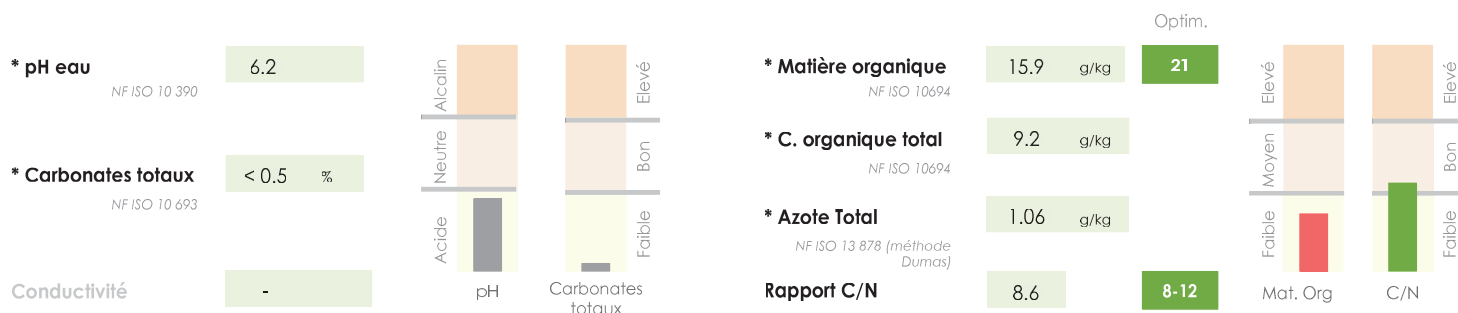 * pH eau
6.2
NF ISO 10 390
* Carbonates totaux
< 0.5 %
NF ISO 10 693
Conductivité
-
Alcalin
Neutre
Acide
pH
Elevé
Bon
Faible
Carbonates
totaux
Optim.
* Matière organique
15.9 g/kg
21
NF ISO 10694
* C. organique total
9.2 g/kg
NF ISO 10694
* Azote Total
1.06 g/kg
NF ISO 13 878 (méthode
Dumas)
Rapport C/N
8.6
8-12
Elevé
Moyen
Faible
Mat. Org
Elevé
Bon
Faible
C/N